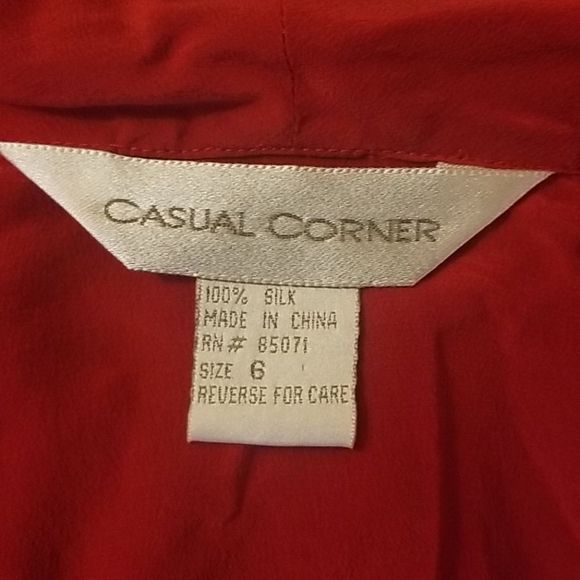 CASUAL CORNER
100% SILK
MADE IN CHINA
RN# 85071
SIZE 6
REVERSE FOR CARE